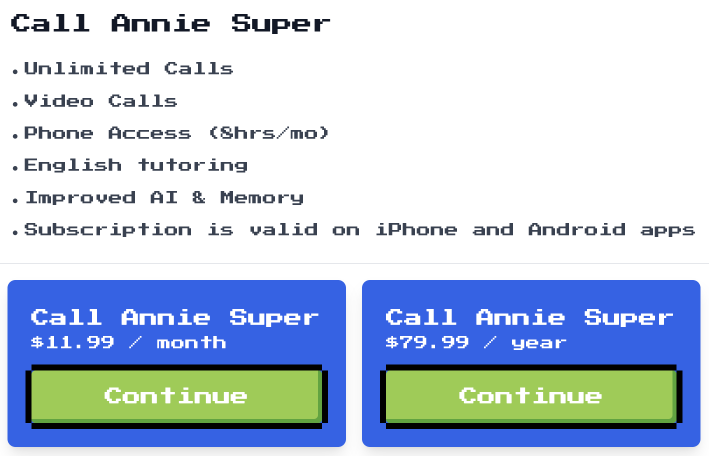 Call Annie Super
.Unlimited Calls
.Video Calls
.Phone Access (8hrs/mo)
.English tutoring
.Improved AI & Memory
.Subscription is valid on iPhone and Android apps
Call Annie Super
$11.99 / month
Continue
Call Annie Super
$79.99 / year
Continue